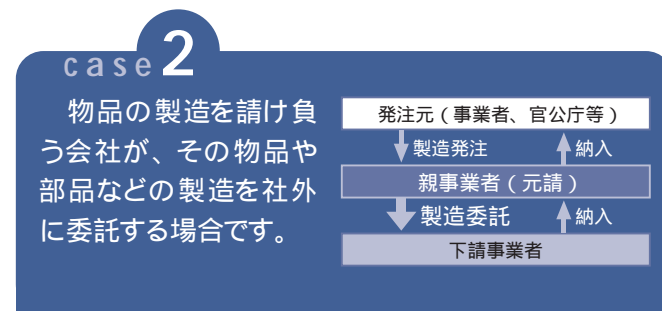 case2
物品の製造を請け負
う会社が、その物品や
部品などの製造を社外
に委託する場合です。
発注元（事業者、官公庁等）
製造発注 納入
親事業者（元請）
製造委託 納入
下請事業者